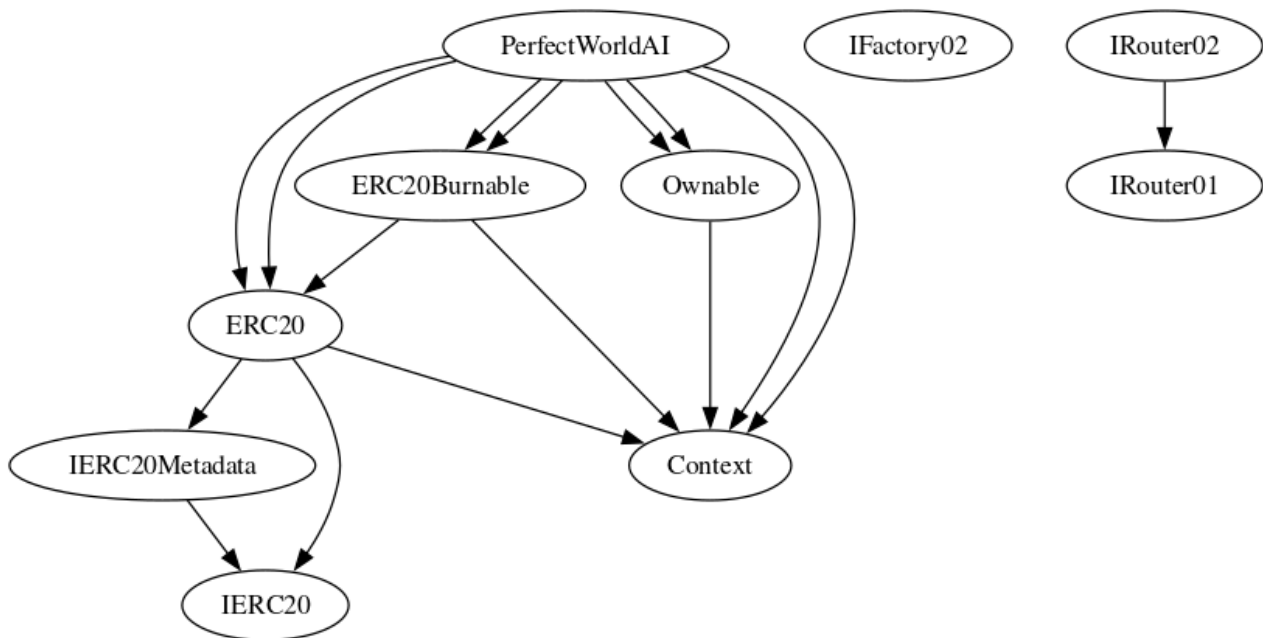 PerfectWorldAI
IFactory02
IRouter02
ERC20Burnable
Ownable
IRouter01
ERC20
IERC20Metadata
Context
IERC20